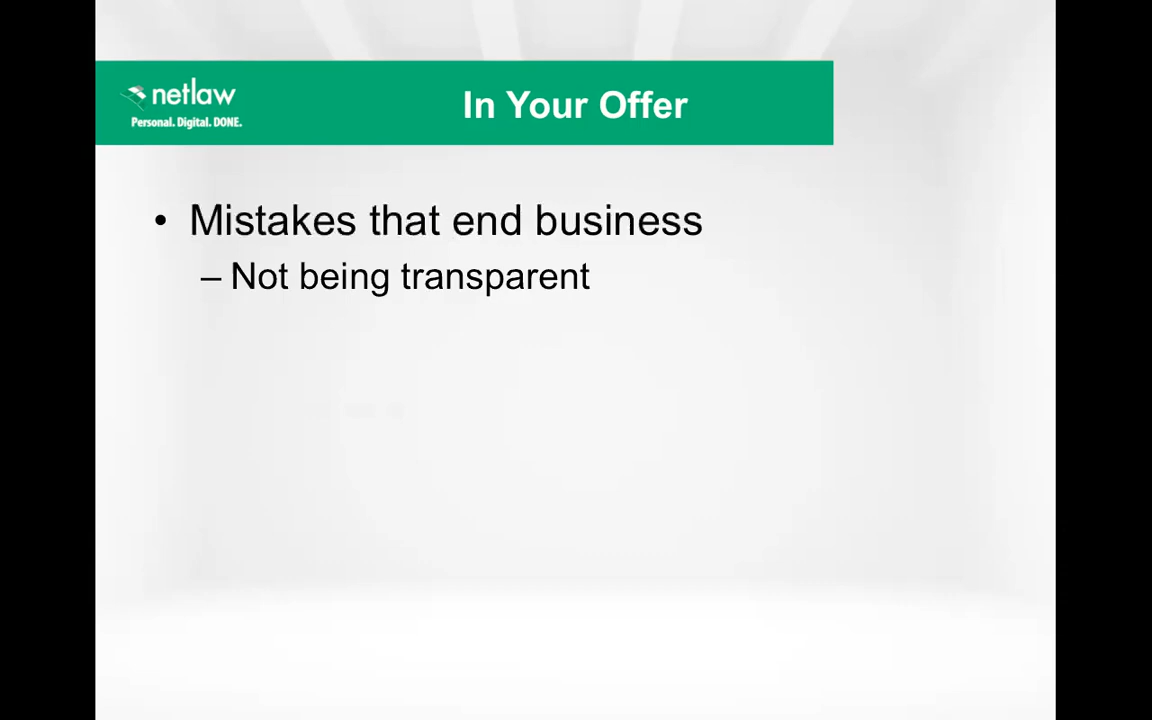 netlaw
Personal. Digital. DONE.
In Your Offer
• Mistakes that end business
– Not being transparent